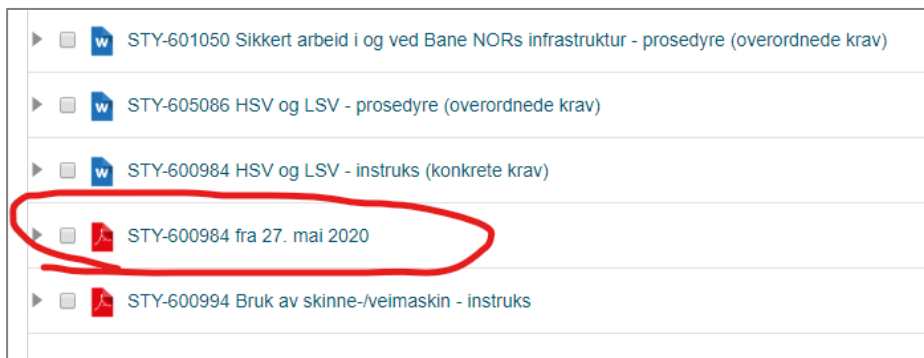 STY-601050 Sikkert arbeid i og ved Bane NORs infrastruktur - prosedyre (overordnede krav)
STY-605086 HSV og LSV - prosedyre (overordnede krav)
STY-600984 HSV og LSV - instruks (konkrete krav)
STY-600984 fra 27. mai 2020
STY-600994 Bruk av skinne-/veimaskin - instruks